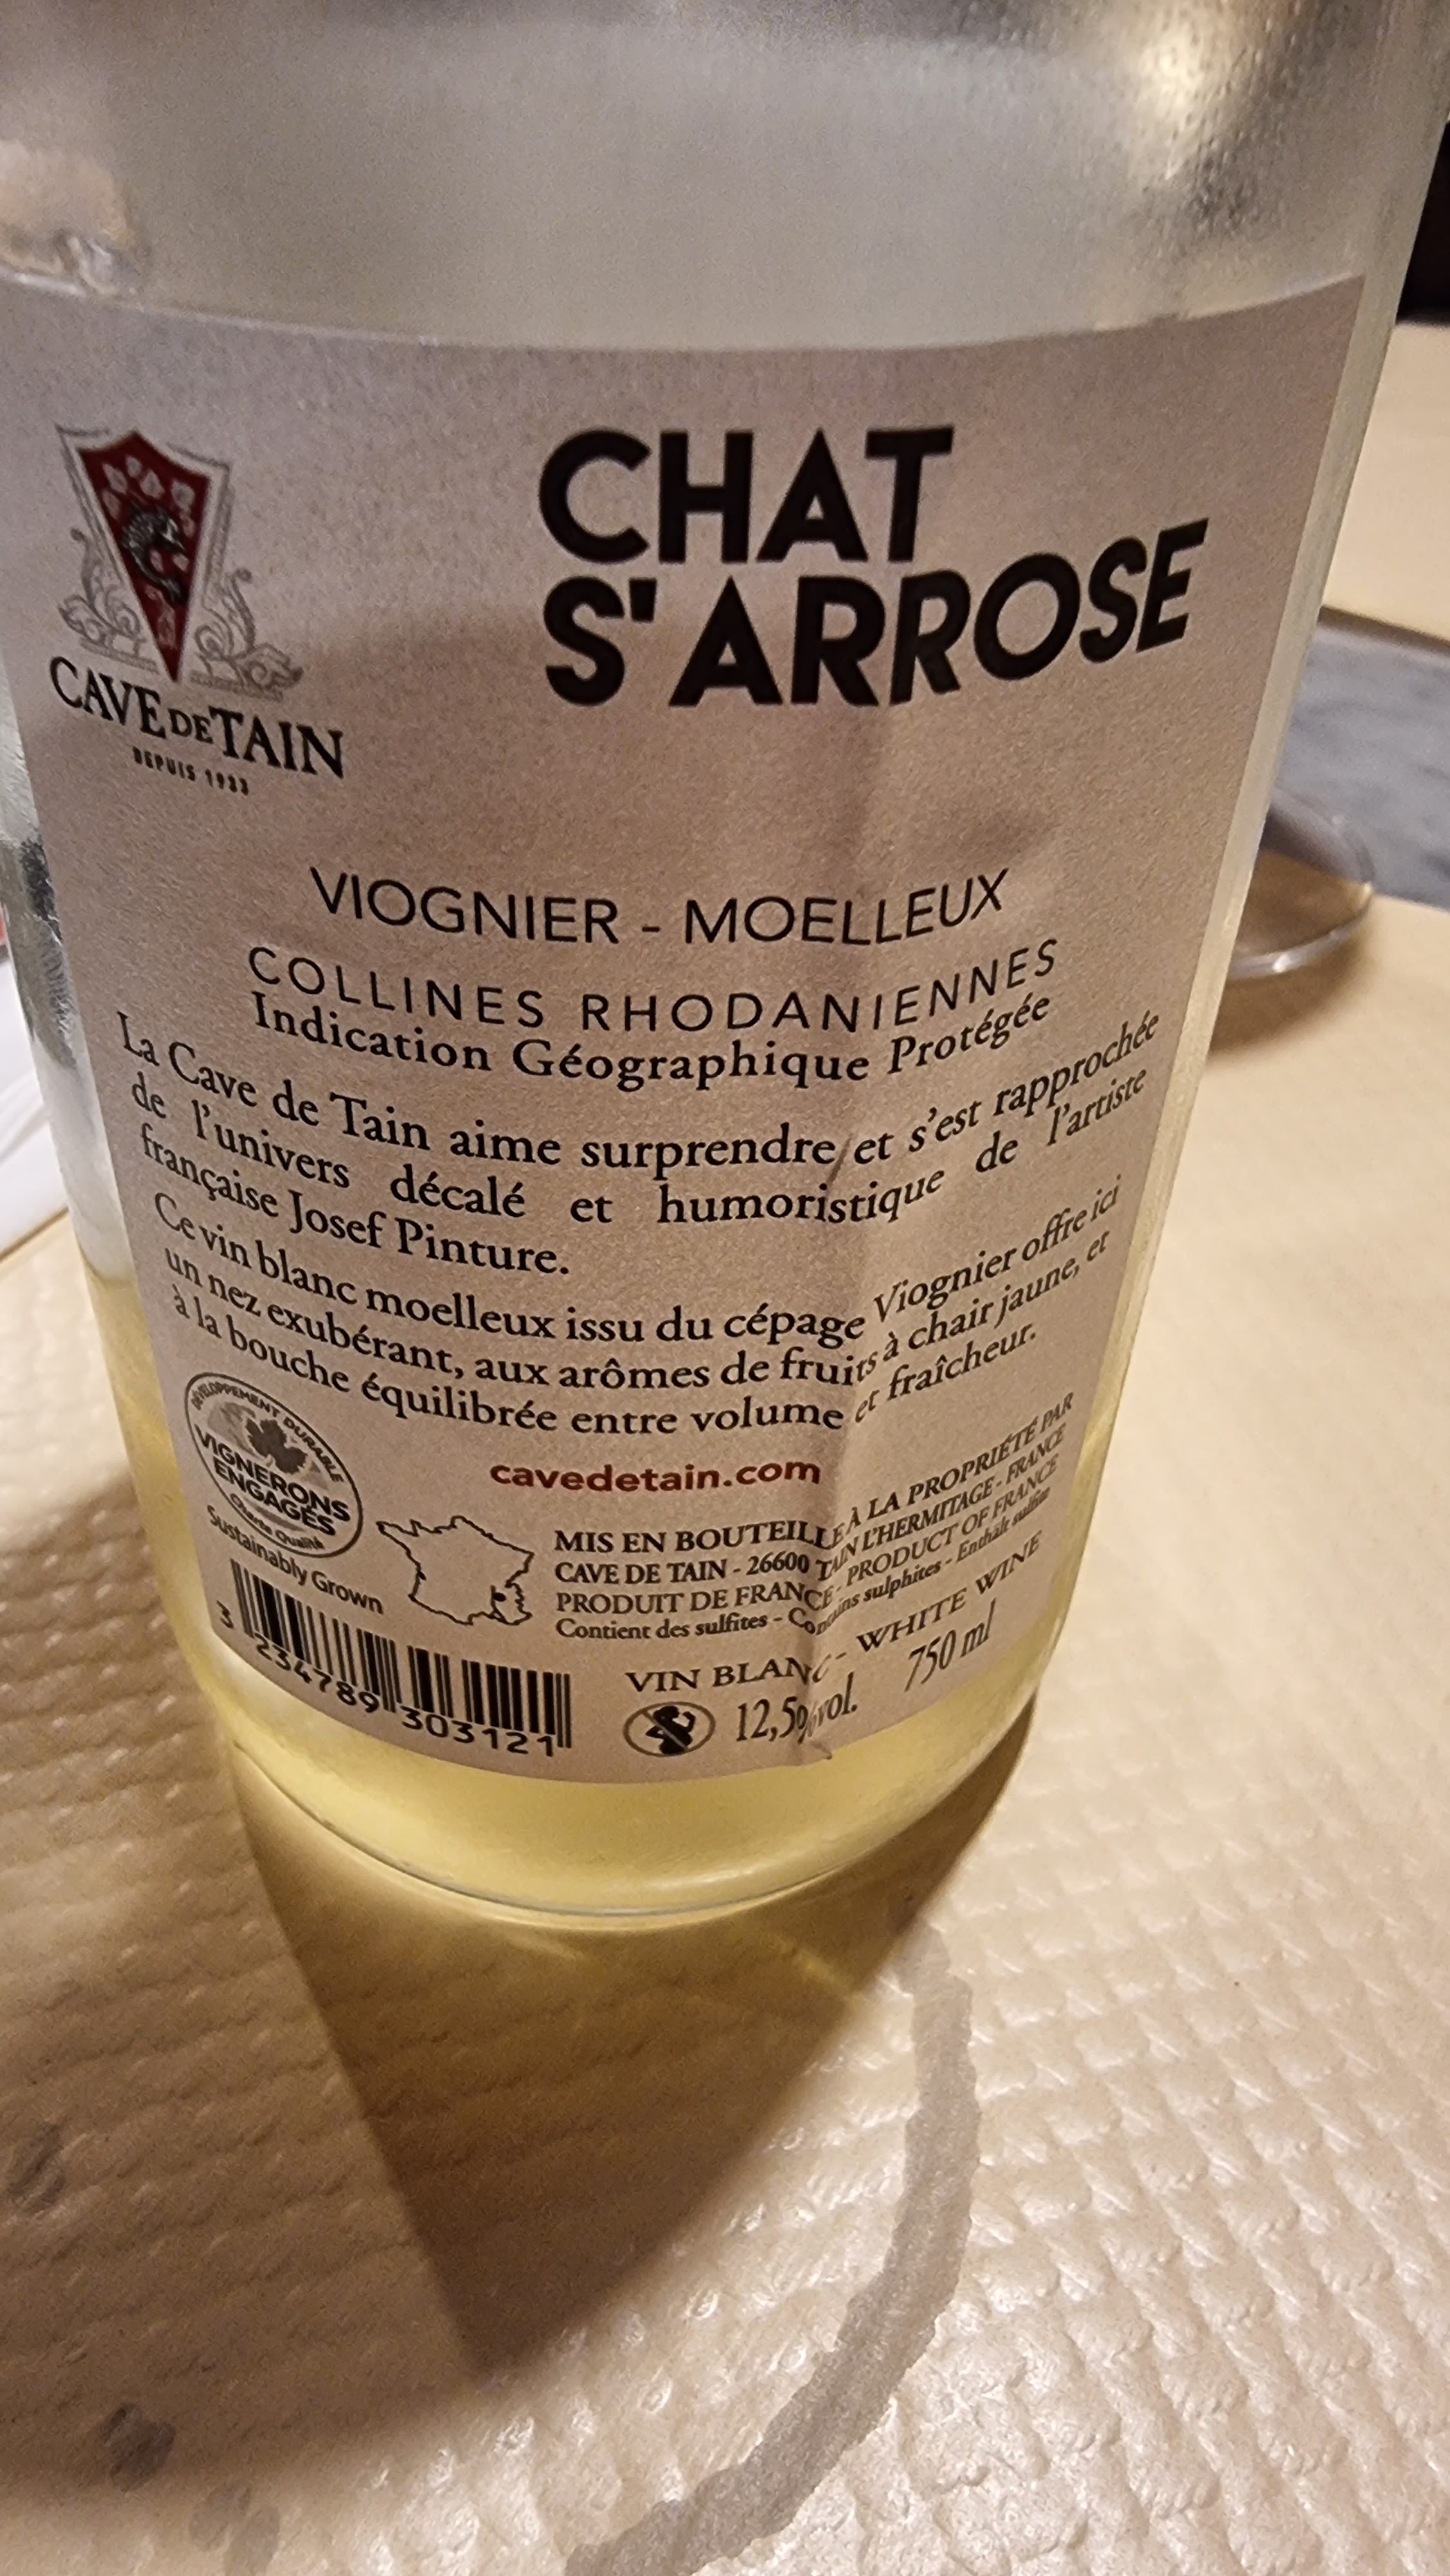 CAVE DE TAIN
DEPUIS 1933
CHAT
S'ARROSE
VIOGNIER - MOELLEUX
COLLINES RHODANIENNES
Indication Géographique Protégée
La Cave de Tain aime surprendre et s'est rapprochée
de l'univers décalé et humoristique de l'artiste
française Josef Pinture.
Ce vin blanc moelleux issu du cépage Viognier offre ici
un nez exubérant, aux arômes de fruits à chair jaune, et
à la bouche équilibrée entre volume et fraîcheur.
DÉVELOPPEMENT DURABLE
VIGNERONS
ENGAGÉS
Charte Qualité
Sustainably Grown
cavedetain.com
MIS EN BOUTEILLE À LA PROPRIÉTÉ PAR
CAVE DE TAIN - 26600 TAIN L'HERMITAGE - FRANCE
PRODUIT DE FRANCE - PRODUCT OF FRANCE
Contient des sulfites - Contains sulphites - Enthält sulfite
VIN BLANC - WHITE WINE
12,5%vol. 750 ml
3 234789 303121